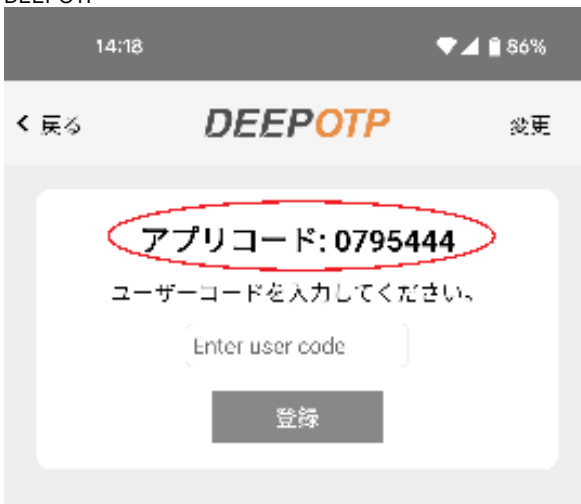 DEEPOTP
14:18 86%
< 戻る DEEPOTP 変更
アプリコード: 0795444
ユーザーコードを入力してください。
Enter user code
登録